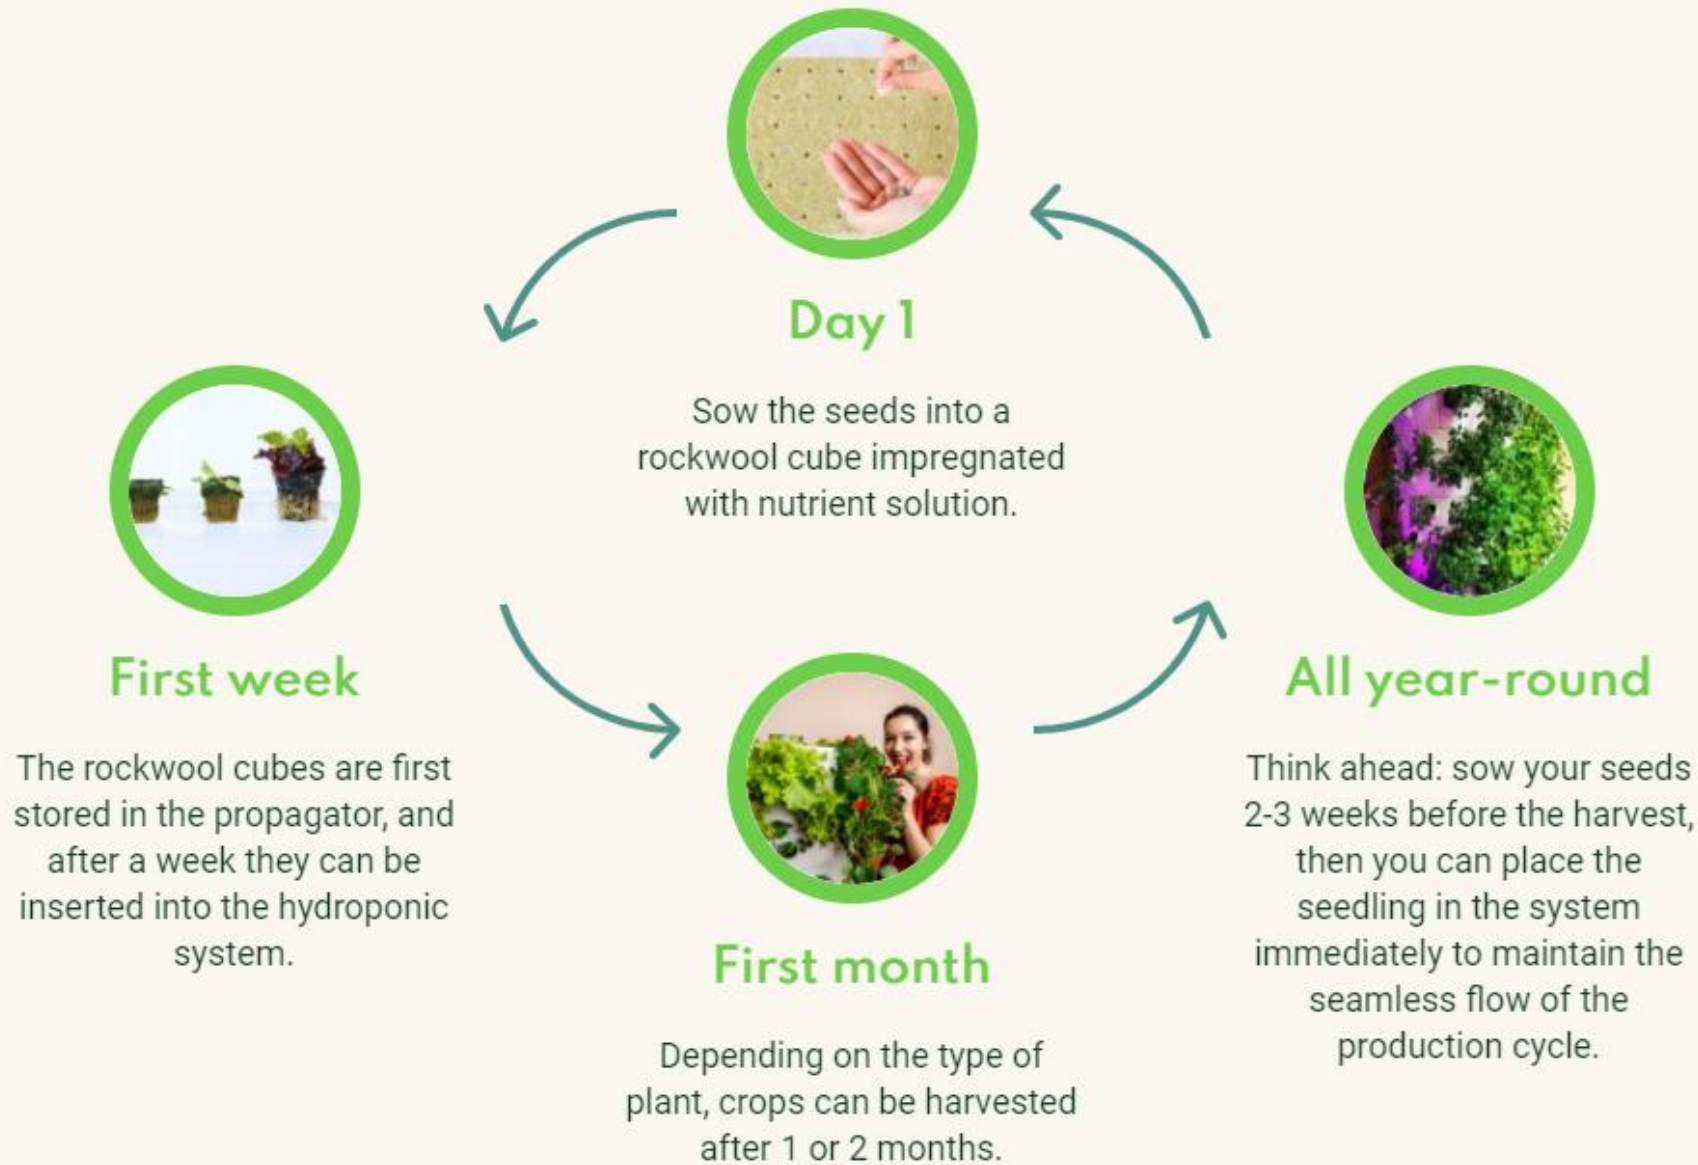 Day 1
Sow the seeds into a
rockwool cube impregnated
with nutrient solution.
First week
The rockwool cubes are first
stored in the propagator, and
after a week they can be
inserted into the hydroponic
system.
First month
Depending on the type of
plant, crops can be harvested
after 1 or 2 months.
All year-round
Think ahead: sow your seeds
2-3 weeks before the harvest,
then you can place the
seedling in the system
immediately to maintain the
seamless flow of the
production cycle.